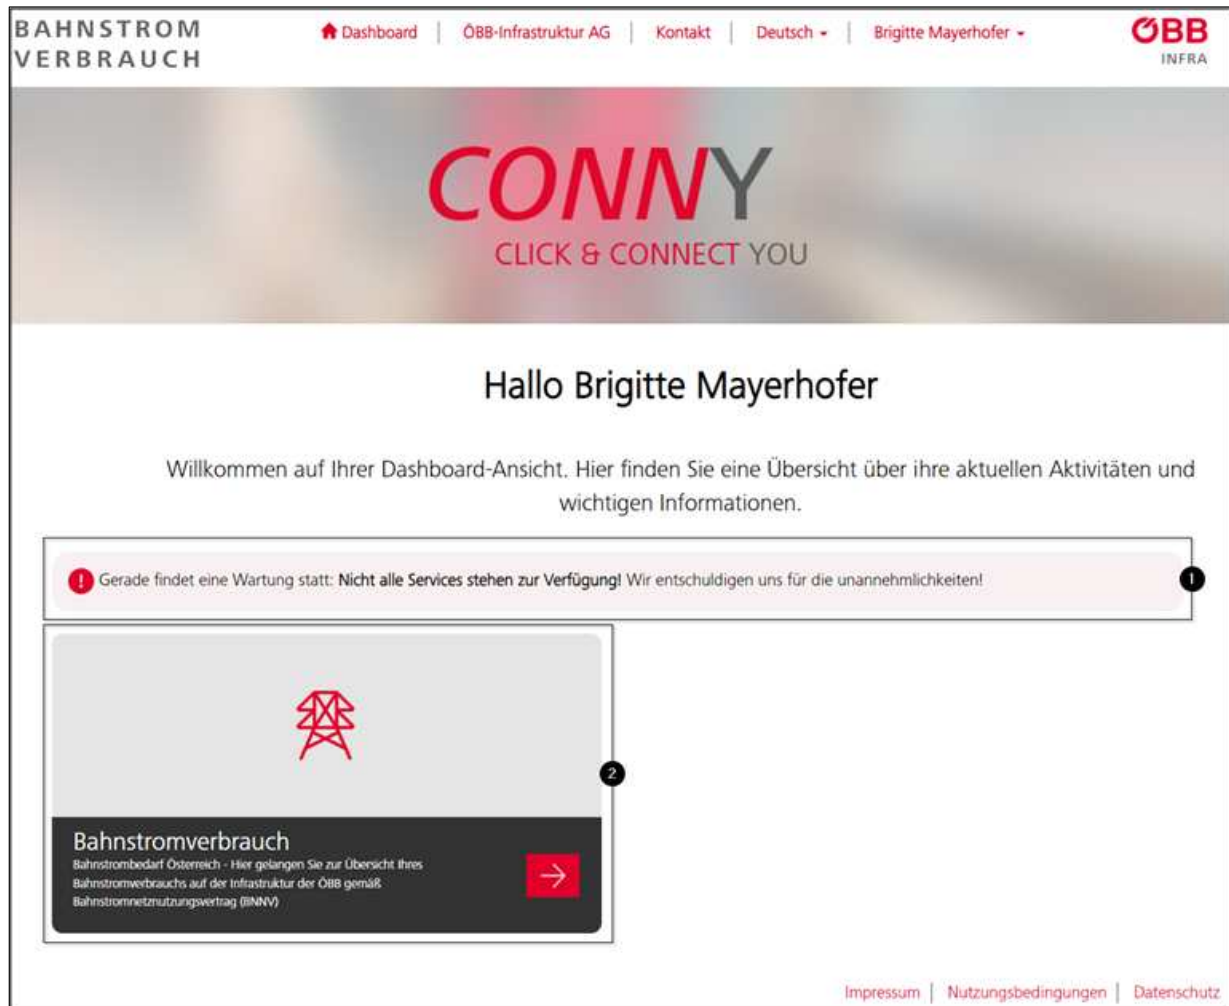 BAHNSTROM
VERBRAUCH
Dashboard | ÖBB-Infrastruktur AG | Kontakt | Deutsch | Brigitte Mayerhofer
ÖBB
INFRA
CONNY
CLICK & CONNECT YOU
Hallo Brigitte Mayerhofer
Willkommen auf Ihrer Dashboard-Ansicht. Hier finden Sie eine Übersicht über ihre aktuellen Aktivitäten und
wichtigen Informationen.
! Gerade findet eine Wartung statt: Nicht alle Services stehen zur Verfügung! Wir entschuldigen uns für die unannehmlichkeiten!
1
2
Bahnstromverbrauch
Bahnstrombedarf Österreich - Hier gelangen Sie zur Übersicht Ihres
Bahnstromverbrauchs auf der Infrastruktur der ÖBB gemäß
Bahnstromnetznutzungsvertrag (BNNV)
Impressum | Nutzungsbedingungen | Datenschutz